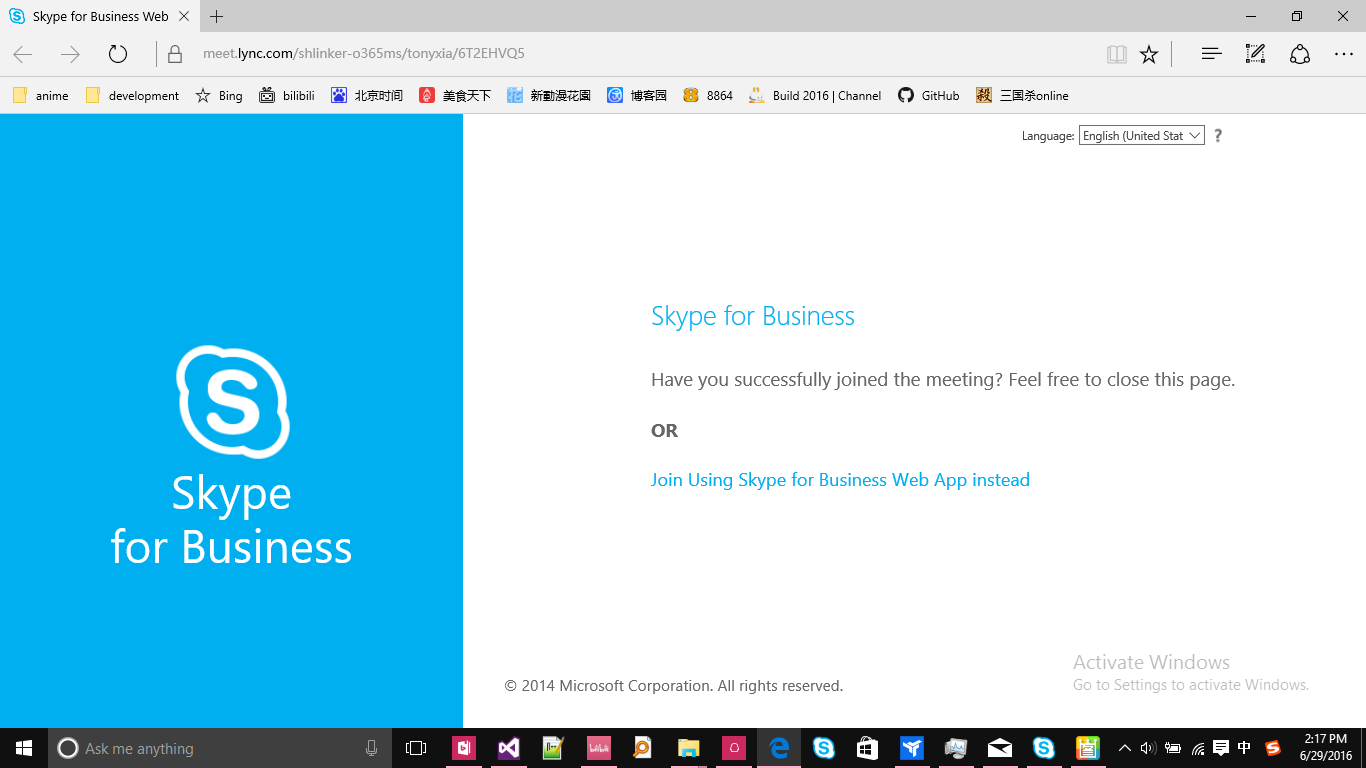 Skype for Business Web
meet.lync.com/shlinker-o365ms/tonyxia/6T2EHVQ5
anime
development
Bing
bilibili
北京时间
美食天下
新動漫花園
博客园
8864
Build 2016 | Channel
GitHub
三国杀online
Language:
English (United Stat
?
Skype for Business
Have you successfully joined the meeting? Feel free to close this page.
OR
Join Using Skype for Business Web App instead
Skype
for Business
Activate Windows
Go to Settings to activate Windows.
© 2014 Microsoft Corporation. All rights reserved.
Ask me anything
中
2:17 PM
6/29/2016